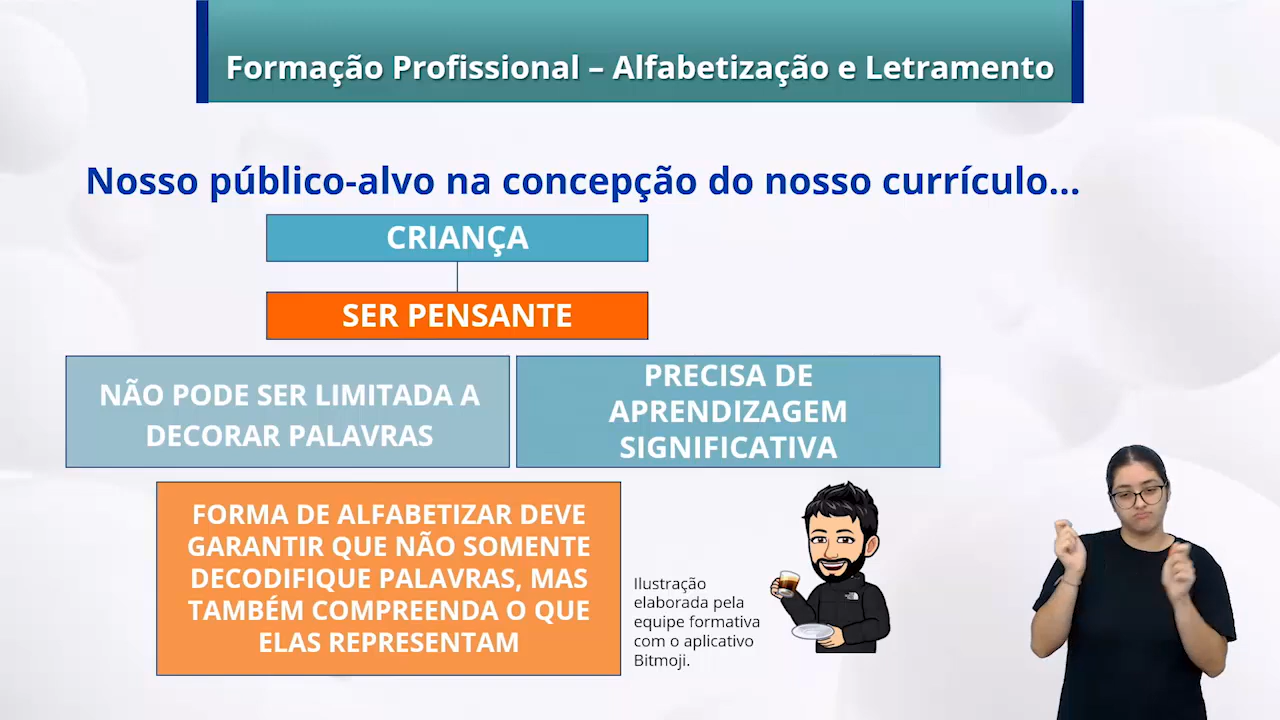 Formação Profissional – Alfabetização e Letramento
Nosso público-alvo na concepção do nosso currículo...
CRIANÇA
SER PENSANTE
NÃO PODE SER LIMITADA A
DECORAR PALAVRAS
PRECISA DE
APRENDIZAGEM
SIGNIFICATIVA
FORMA DE ALFABETIZAR DEVE
GARANTIR QUE NÃO SOMENTE
DECODIFIQUE PALAVRAS, MAS
TAMBÉM COMPREENDA O QUE
ELAS REPRESENTAM
Ilustração
elaborada pela
equipe formativa
com o aplicativo
Bitmoji.